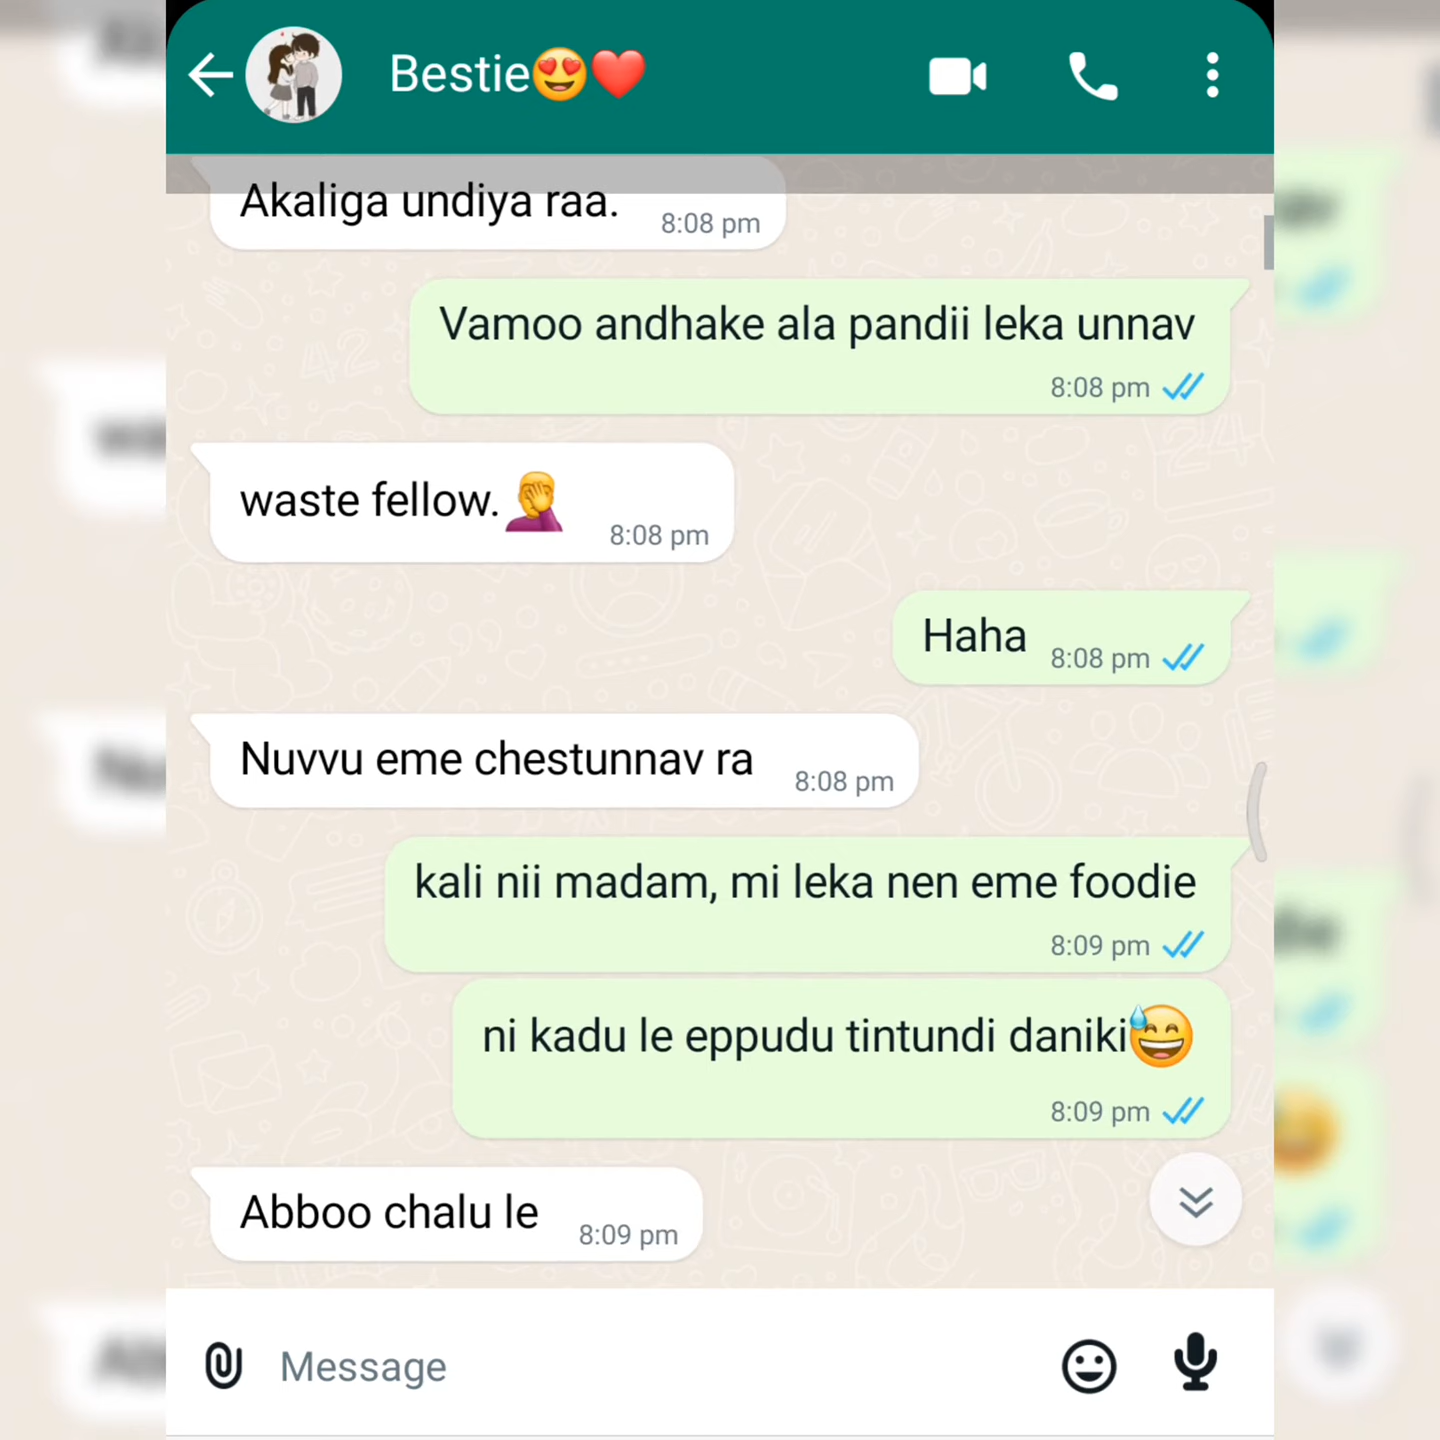 Bestie😍❤️
Akaliga undiya raa.
8:08 pm
Vamoo andhake ala pandii leka unnav
8:08 pm
waste fellow.🤦
8:08 pm
Haha
8:08 pm
Nuvvu eme chestunnav ra
8:08 pm
kali nii madam, mi leka nen eme foodie
8:09 pm
ni kadu le eppudu tintundi daniki😅
8:09 pm
Abboo chalu le
8:09 pm
Message